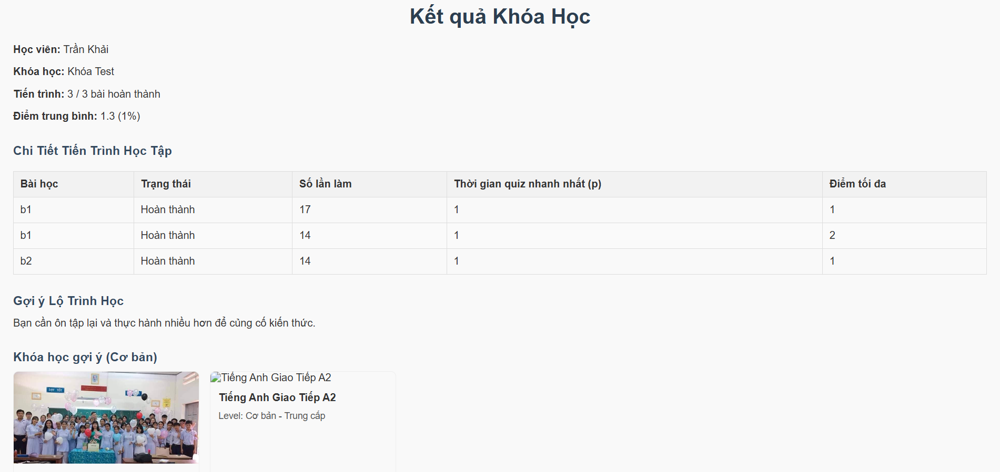 Kết quả Khóa Học
Học viên: Trần Khải
Khóa học: Khóa Test
Tiến trình: 3 / 3 bài hoàn thành
Điểm trung bình: 1.3 (1%)
Chi Tiết Tiến Trình Học Tập
Bài học Trạng thái Số lần làm Thời gian quiz nhanh nhất (p) Điểm tối đa
b1 Hoàn thành 17 1 1
b1 Hoàn thành 14 1 2
b2 Hoàn thành 14 1 1
Gợi ý Lộ Trình Học
Bạn cần ôn tập lại và thực hành nhiều hơn để củng cố kiến thức.
Khóa học gợi ý (Cơ bản)
DẠY TỐT
Tiếng Anh Giao Tiếp A2
Tiếng Anh Giao Tiếp A2
Level: Cơ bản - Trung cấp